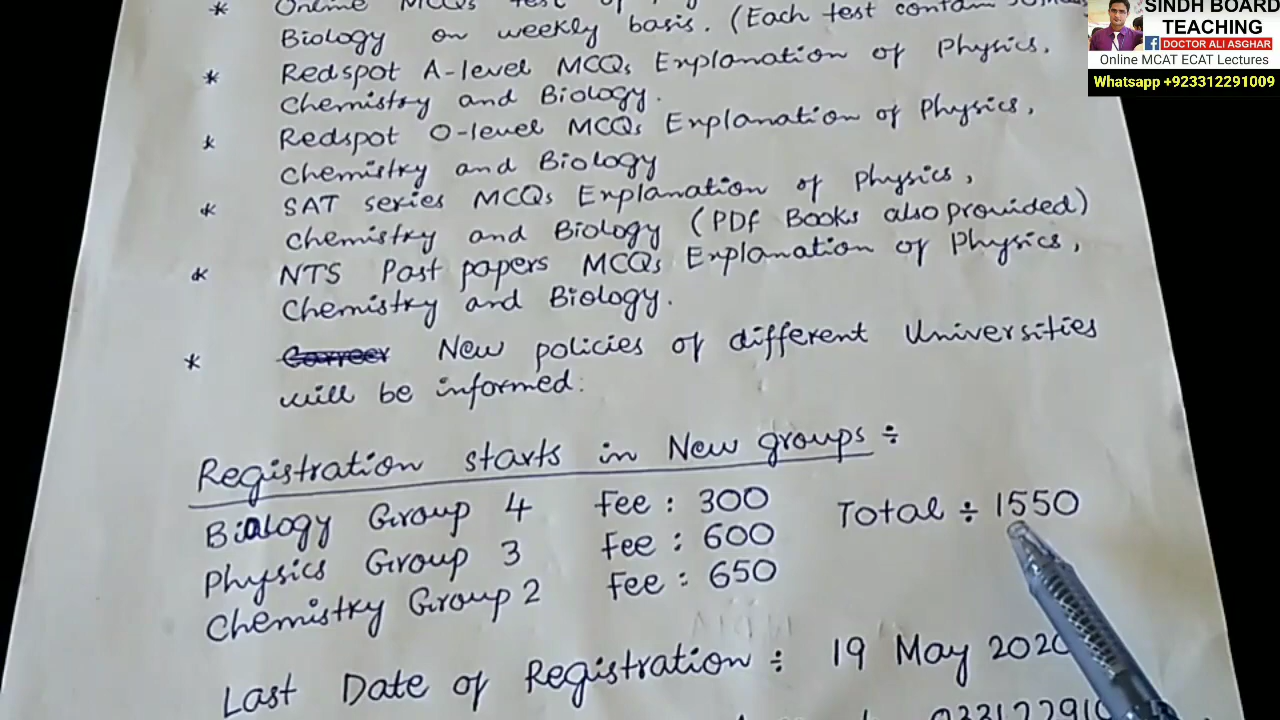 SINDH BOARD
TEACHING
f DOCTOR ALI ASGHAR
Online MCAT ECAT Lectures
Whatsapp +923312291009
* Online MCQs test of
Biology on weekly basis. (Each test contain
* Redspot A-level MCQs Explanation of Physics,
Chemistry and Biology.
* Redspot O-level MCQs Explanation of Physics,
Chemistry and Biology
* SAT series MCQs Explanation of Physics,
Chemistry and Biology (PDF Books also provided)
* NTS Past papers MCQs Explanation of Physics,
Chemistry and Biology.
* New policies of different Universities
will be informed.
Registration starts in New groups ÷
Biology Group 4 Fee : 300 Total ÷ 1550
Physics Group 3 Fee : 600
Chemistry Group 2 Fee : 650
Last Date of Registration ÷ 19 May 2020